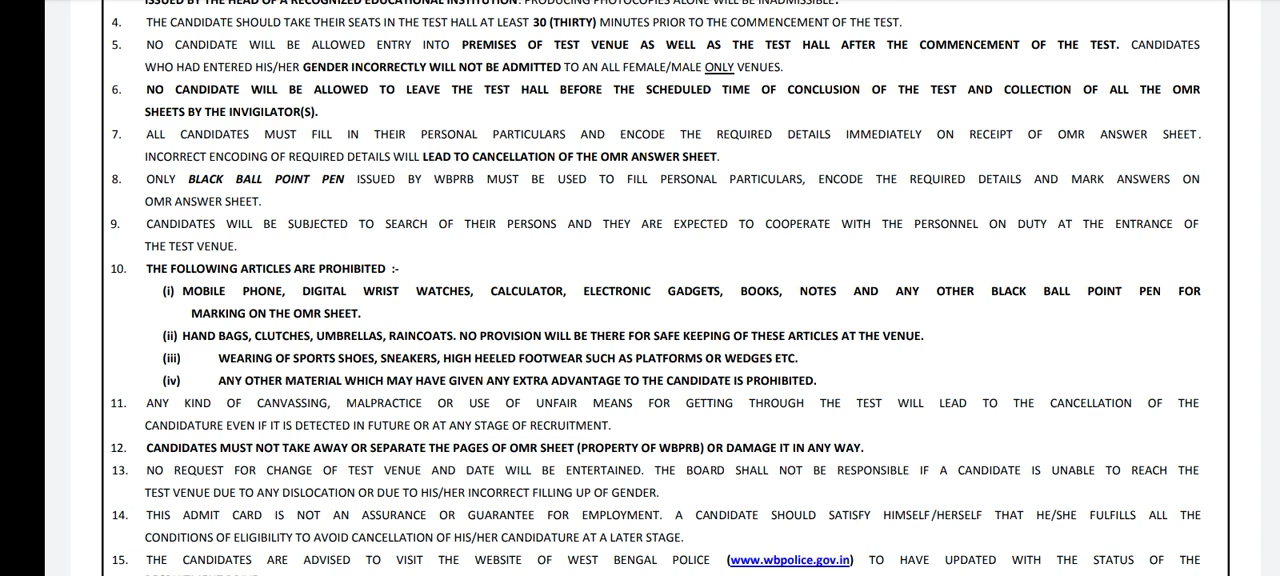 ISSUED BY THE HEAD OF A RECOGNIZED EDUCATIONAL INSTITUTION. PRODUCING PHOTOCOPIES ALONE WILL BE INADMISSIBLE.
4. THE CANDIDATE SHOULD TAKE THEIR SEATS IN THE TEST HALL AT LEAST 30 (THIRTY) MINUTES PRIOR TO THE COMMENCEMENT OF THE TEST.
5. NO CANDIDATE WILL BE ALLOWED ENTRY INTO PREMISES OF TEST VENUE AS WELL AS THE TEST HALL AFTER THE COMMENCEMENT OF THE TEST. CANDIDATES
WHO HAD ENTERED HIS/HER GENDER INCORRECTLY WILL NOT BE ADMITTED TO AN ALL FEMALE/MALE ONLY VENUES.
6. NO CANDIDATE WILL BE ALLOWED TO LEAVE THE TEST HALL BEFORE THE SCHEDULED TIME OF CONCLUSION OF THE TEST AND COLLECTION OF ALL THE OMR
SHEETS BY THE INVIGILATOR(S).
7. ALL CANDIDATES MUST FILL IN THEIR PERSONAL PARTICULARS AND ENCODE THE REQUIRED DETAILS IMMEDIATELY ON RECEIPT OF OMR ANSWER SHEET.
INCORRECT ENCODING OF REQUIRED DETAILS WILL LEAD TO CANCELLATION OF THE OMR ANSWER SHEET.
8. ONLY BLACK BALL POINT PEN ISSUED BY WBPRB MUST BE USED TO FILL PERSONAL PARTICULARS, ENCODE THE REQUIRED DETAILS AND MARK ANSWERS ON
OMR ANSWER SHEET.
9. CANDIDATES WILL BE SUBJECTED TO SEARCH OF THEIR PERSONS AND THEY ARE EXPECTED TO COOPERATE WITH THE PERSONNEL ON DUTY AT THE ENTRANCE OF
THE TEST VENUE.
10. THE FOLLOWING ARTICLES ARE PROHIBITED :-
(i) MOBILE PHONE, DIGITAL WRIST WATCHES, CALCULATOR, ELECTRONIC GADGETS, BOOKS, NOTES AND ANY OTHER BLACK BALL POINT PEN FOR
MARKING ON THE OMR SHEET.
(ii) HAND BAGS, CLUTCHES, UMBRELLAS, RAINCOATS. NO PROVISION WILL BE THERE FOR SAFE KEEPING OF THESE ARTICLES AT THE VENUE.
(iii) WEARING OF SPORTS SHOES, SNEAKERS, HIGH HEELED FOOTWEAR SUCH AS PLATFORMS OR WEDGES ETC.
(iv) ANY OTHER MATERIAL WHICH MAY HAVE GIVEN ANY EXTRA ADVANTAGE TO THE CANDIDATE IS PROHIBITED.
11. ANY KIND OF CANVASSING, MALPRACTICE OR USE OF UNFAIR MEANS FOR GETTING THROUGH THE TEST WILL LEAD TO THE CANCELLATION OF THE
CANDIDATURE EVEN IF IT IS DETECTED IN FUTURE OR AT ANY STAGE OF RECRUITMENT.
12. CANDIDATES MUST NOT TAKE AWAY OR SEPARATE THE PAGES OF OMR SHEET (PROPERTY OF WBPRB) OR DAMAGE IT IN ANY WAY.
13. NO REQUEST FOR CHANGE OF TEST VENUE AND DATE WILL BE ENTERTAINED. THE BOARD SHALL NOT BE RESPONSIBLE IF A CANDIDATE IS UNABLE TO REACH THE
TEST VENUE DUE TO ANY DISLOCATION OR DUE TO HIS/HER INCORRECT FILLING UP OF GENDER.
14. THIS ADMIT CARD IS NOT AN ASSURANCE OR GUARANTEE FOR EMPLOYMENT. A CANDIDATE SHOULD SATISFY HIMSELF/HERSELF THAT HE/SHE FULFILLS ALL THE
CONDITIONS OF ELIGIBILITY TO AVOID CANCELLATION OF HIS/HER CANDIDATURE AT A LATER STAGE.
15. THE CANDIDATES ARE ADVISED TO VISIT THE WEBSITE OF WEST BENGAL POLICE (www.wbpolice.gov.in) TO HAVE UPDATED WITH THE STATUS OF THE